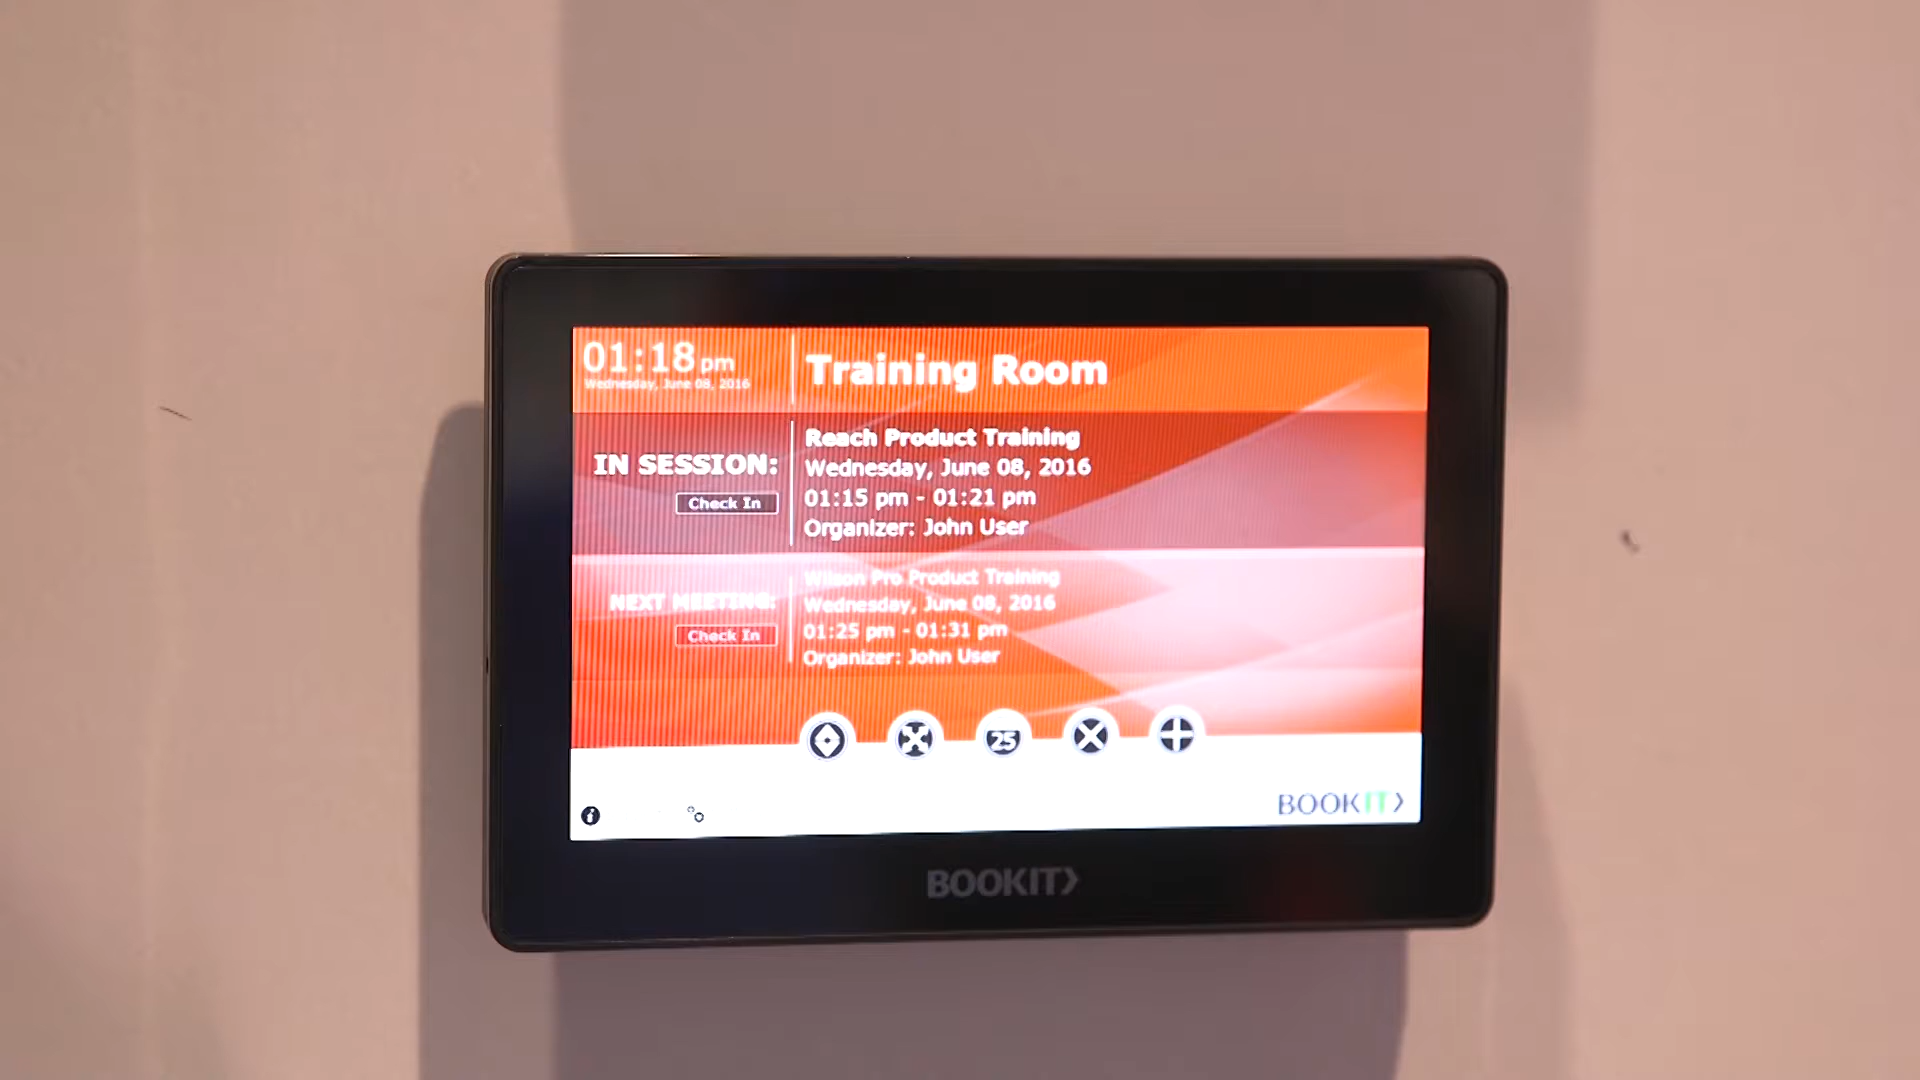 01:18 pm
Wednesday, June 08, 2016
Training Room
IN SESSION:
Check In
Reach Product Training
Wednesday, June 08, 2016
01:15 pm - 01:21 pm
Organizer: John User
NEXT MEETING:
Check In
Wilson Pro Product Training
Wednesday, June 08, 2016
01:25 pm - 01:31 pm
Organizer: John User
25
i
BOOKIT
BOOKIT